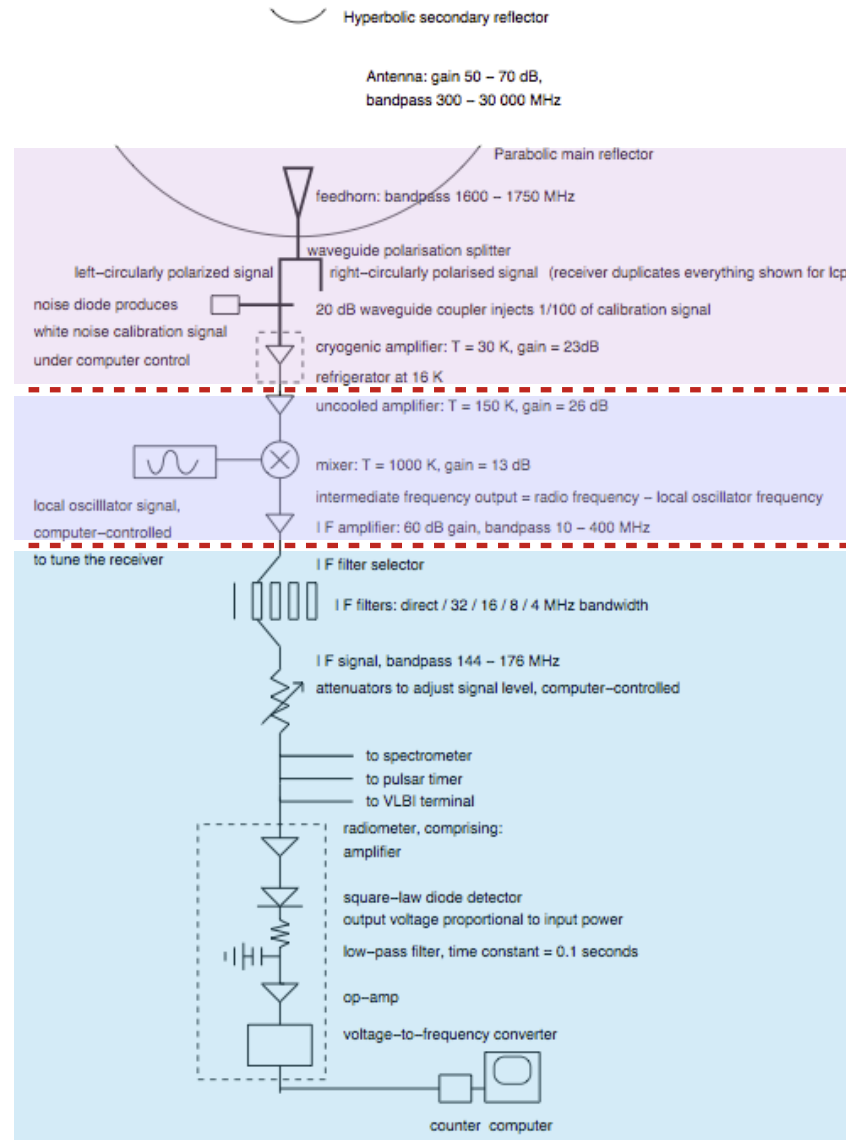 Hyperbolic secondary reflector
Antenna: gain 50 – 70 dB,
bandpass 300 – 30 000 MHz
Parabolic main reflector
feedhorn: bandpass 1600 – 1750 MHz
waveguide polarisation splitter
left–circularly polarized signal
right–circularly polarised signal (receiver duplicates everything shown for lcp
noise diode produces
white noise calibration signal
under computer control
20 dB waveguide coupler injects 1/100 of calibration signal
cryogenic amplifier: T = 30 K, gain = 23dB
refrigerator at 16 K
uncooled amplifier: T = 150 K, gain = 26 dB
mixer: T = 1000 K, gain = 13 dB
intermediate frequency output = radio frequency – local oscillator frequency
local oscilllator signal,
computer–controlled
to tune the receiver
I F amplifier: 60 dB gain, bandpass 10 – 400 MHz
I F filter selector
I F filters: direct / 32 / 16 / 8 / 4 MHz bandwidth
I F signal, bandpass 144 – 176 MHz
attenuators to adjust signal level, computer–controlled
to spectrometer
to pulsar timer
to VLBI terminal
radiometer, comprising:
amplifier
square–law diode detector
output voltage proportional to input power
low–pass filter, time constant = 0.1 seconds
op–amp
voltage–to–frequency converter
counter computer